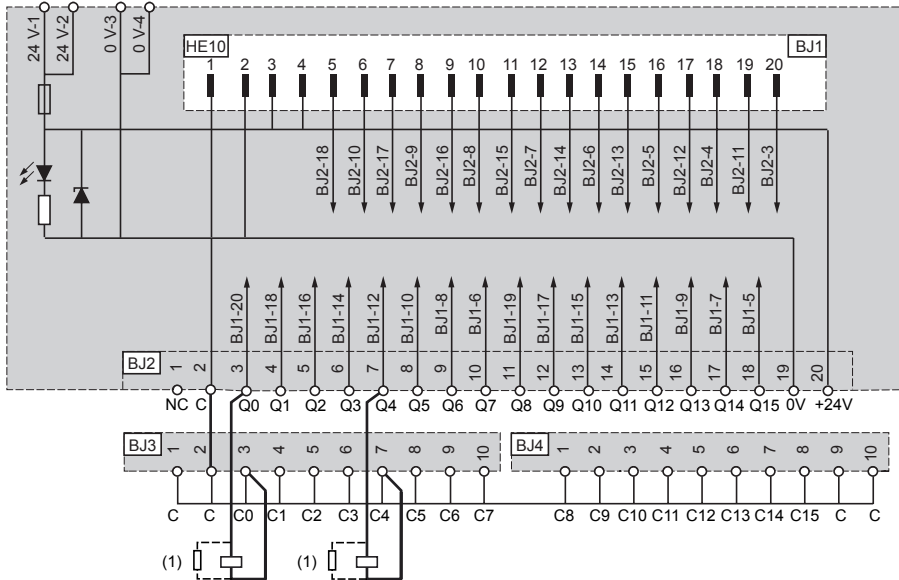 24 V-1
24 V-2
0 V-3
0 V-4
HE10
BJ1
1 2 3 4 5 6 7 8 9 10 11 12 13 14 15 16 17 18 19 20
BJ2-18
BJ2-10
BJ2-17
BJ2-9
BJ2-16
BJ2-8
BJ2-15
BJ2-7
BJ2-14
BJ2-6
BJ2-13
BJ2-5
BJ2-12
BJ2-4
BJ2-11
BJ2-3
BJ1-20
BJ1-18
BJ1-16
BJ1-14
BJ1-12
BJ1-10
BJ1-8
BJ1-6
BJ1-19
BJ1-17
BJ1-15
BJ1-13
BJ1-11
BJ1-9
BJ1-7
BJ1-5
BJ2
1 2 3 4 5 6 7 8 9 10 11 12 13 14 15 16 17 18 19 20
NC C Q0 Q1 Q2 Q3 Q4 Q5 Q6 Q7 Q8 Q9 Q10 Q11 Q12 Q13 Q14 Q15 0V +24V
BJ3
1 2 3 4 5 6 7 8 9 10
BJ4
1 2 3 4 5 6 7 8 9 10
C C C0 C1 C2 C3 C4 C5 C6 C7 C8 C9 C10 C11 C12 C13 C14 C15 C C
(1) (1)